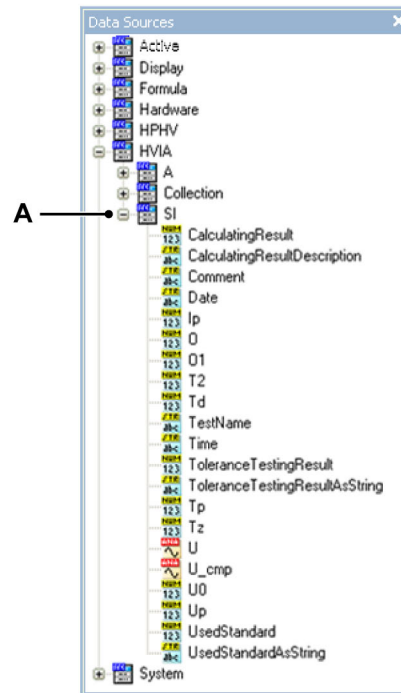 Data Sources
Active
Display
Formula
Hardware
HPHV
HVIA
A
Collection
A SI
CalculatingResult
CalculatingResultDescription
Comment
Date
Ip
O
O1
T2
Td
TestName
Time
ToleranceTestingResult
ToleranceTestingResultAsString
Tp
Tz
U
U_cmp
U0
Up
UsedStandard
UsedStandardAsString
System